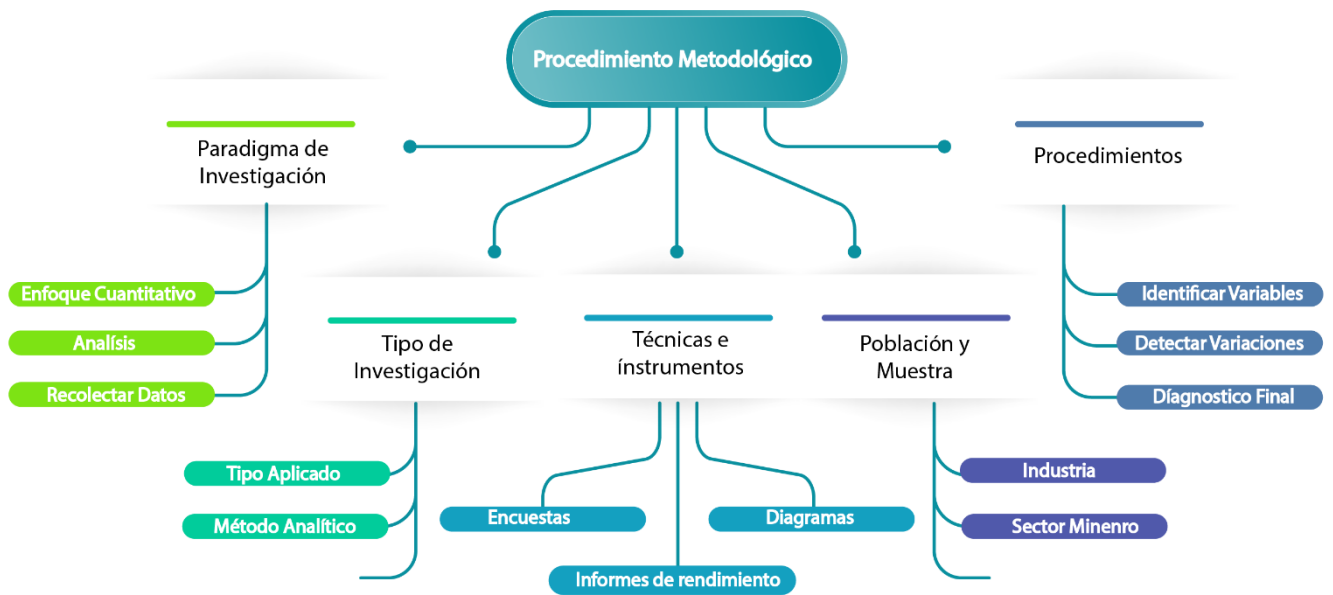 Procedimiento Metodológico
Paradigma de
Investigación
Enfoque Cuantitativo
Analísis
Recolectar Datos
Tipo de
Investigación
Tipo Aplicado
Método Analítico
Técnicas e
ínstrumentos
Encuestas
Informes de rendimiento
Diagramas
Población y
Muestra
Industria
Sector Minenro
Procedimientos
Identificar Variables
Detectar Variaciones
Díagnostico Final